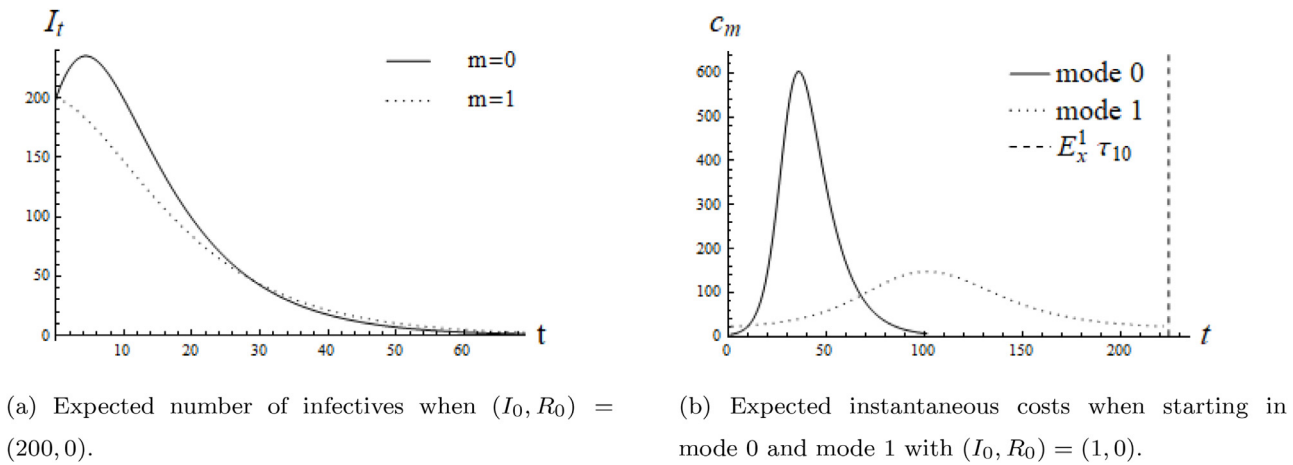 I_t
m=0
m=1
200
150
100
50
0
10
20
30
40
50
60
t
(a) Expected number of infectives when (I_0, R_0) =
(200, 0).
c_m
600
500
400
300
200
100
0
0
50
100
150
200
t
mode 0
mode 1
E_x^1 τ_10
(b) Expected instantaneous costs when starting in
mode 0 and mode 1 with (I_0, R_0) = (1, 0).